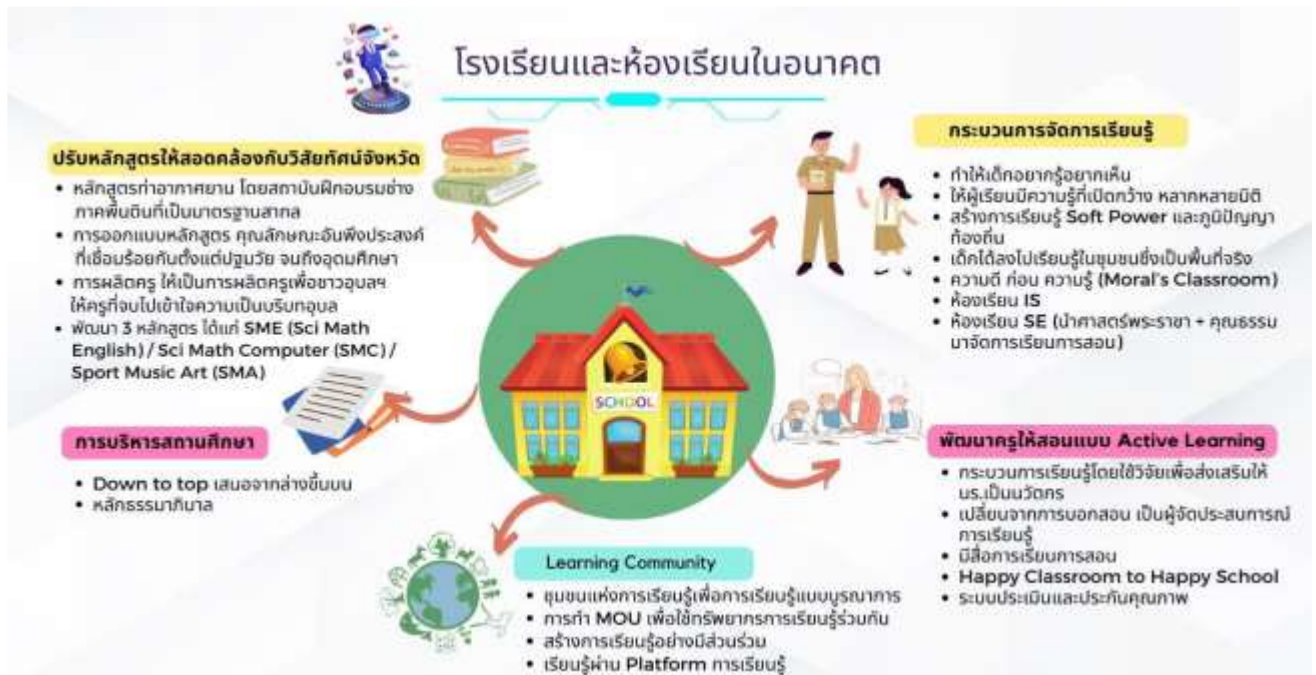 โรงเรียนและห้องเรียนในอนาคต
ปรับหลักสูตรให้สอดคล้องกับวิสัยทัศน์จังหวัด
• หลักสูตรท่าอากาศยาน โดยสถาบันฝึกอบรมช่าง
ภาคพื้นดินที่เป็นมาตรฐานสากล
• การออกแบบหลักสูตร คุณลักษณะอันพึงประสงค์
ที่เชื่อมร้อยกันตั้งแต่ปฐมวัย จนถึงอุดมศึกษา
• การผลิตครู ให้เป็นการผลิตครูเพื่อชาวอุบลฯ
ให้ครูที่จบไปเข้าใจความเป็นบริบทอุบล
• พัฒนา 3 หลักสูตร ได้แก่ SME (Sci Math
English) / Sci Math Computer (SMC) /
Sport Music Art (SMA)
การบริหารสถานศึกษา
• Down to top เสนอจากล่างขึ้นบน
• หลักธรรมาภิบาล
SCHOOL
Learning Community
• ชุมชนแห่งการเรียนรู้เพื่อการเรียนรู้แบบบูรณาการ
• การทำ MOU เพื่อใช้ทรัพยากรการเรียนรู้ร่วมกัน
• สร้างการเรียนรู้อย่างมีส่วนร่วม
• เรียนรู้ผ่าน Platform การเรียนรู้
กระบวนการจัดการเรียนรู้
• ทำให้เด็กอยากรู้อยากเห็น
• ให้ผู้เรียนมีความรู้ที่เปิดกว้าง หลากหลายมิติ
• สร้างการเรียนรู้ Soft Power และภูมิปัญญา
ท้องถิ่น
• เด็กได้ลงไปเรียนรู้ในชุมชนซึ่งเป็นพื้นที่จริง
• ความดี ก่อน ความรู้ (Moral's Classroom)
• ห้องเรียน IS
• ห้องเรียน SE (นำศาสตร์พระราชา + คุณธรรม
มาจัดการเรียนการสอน)
พัฒนาครูให้สอนแบบ Active Learning
• กระบวนการเรียนรู้โดยใช้วิจัยเพื่อส่งเสริมให้
นร.เป็นนวัตกร
• เปลี่ยนจากการบอกสอน เป็นผู้จัดประสบการณ์
การเรียนรู้
• มีสื่อการเรียนการสอน
• Happy Classroom to Happy School
• ระบบประเมินและประกันคุณภาพ